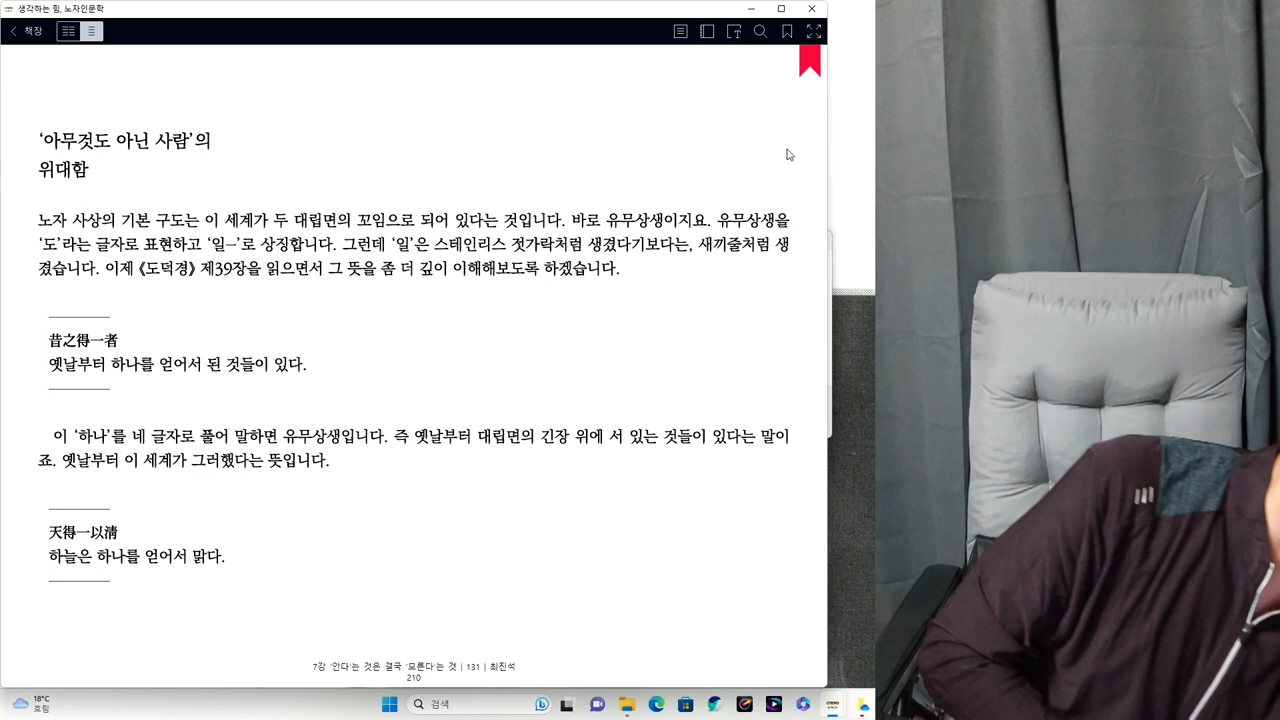 생각하는 힘, 노자인문학
책장
‘아무것도 아닌 사람’의
위대함
노자 사상의 기본 구도는 이 세계가 두 대립면의 꼬임으로 되어 있다는 것입니다. 바로 유무상생이지요. 유무상생을
‘도’라는 글자로 표현하고 ‘일一’로 상징합니다. 그런데 ‘일’은 스테인리스 젓가락처럼 생겼다기보다는, 새끼줄처럼 생
겼습니다. 이제 《도덕경》 제39장을 읽으면서 그 뜻을 좀 더 깊이 이해해보도록 하겠습니다.
昔之得一者
옛날부터 하나를 얻어서 된 것들이 있다.
이 ‘하나’를 네 글자로 풀어 말하면 유무상생입니다. 즉 옛날부터 대립면의 긴장 위에 서 있는 것들이 있다는 말이
죠. 옛날부터 이 세계가 그러했다는 뜻입니다.
天得一以淸
하늘은 하나를 얻어서 맑다.
7강 '안다'는 것은 결국 '모른다'는 것 | 131 | 최진석
210
18°C
흐림
검색